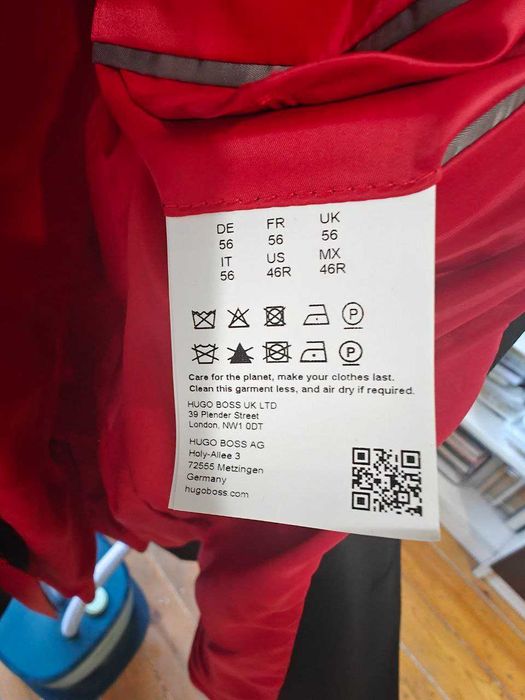 DE FR UK
56 56 56
IT US MX
56 46R 46R
P
P
Care for the planet, make your clothes last.
Clean this garment less, and air dry if required.
HUGO BOSS UK LTD
39 Plender Street
London, NW1 0DT
HUGO BOSS AG
Holy-Allee 3
72555 Metzingen
Germany
hugoboss.com